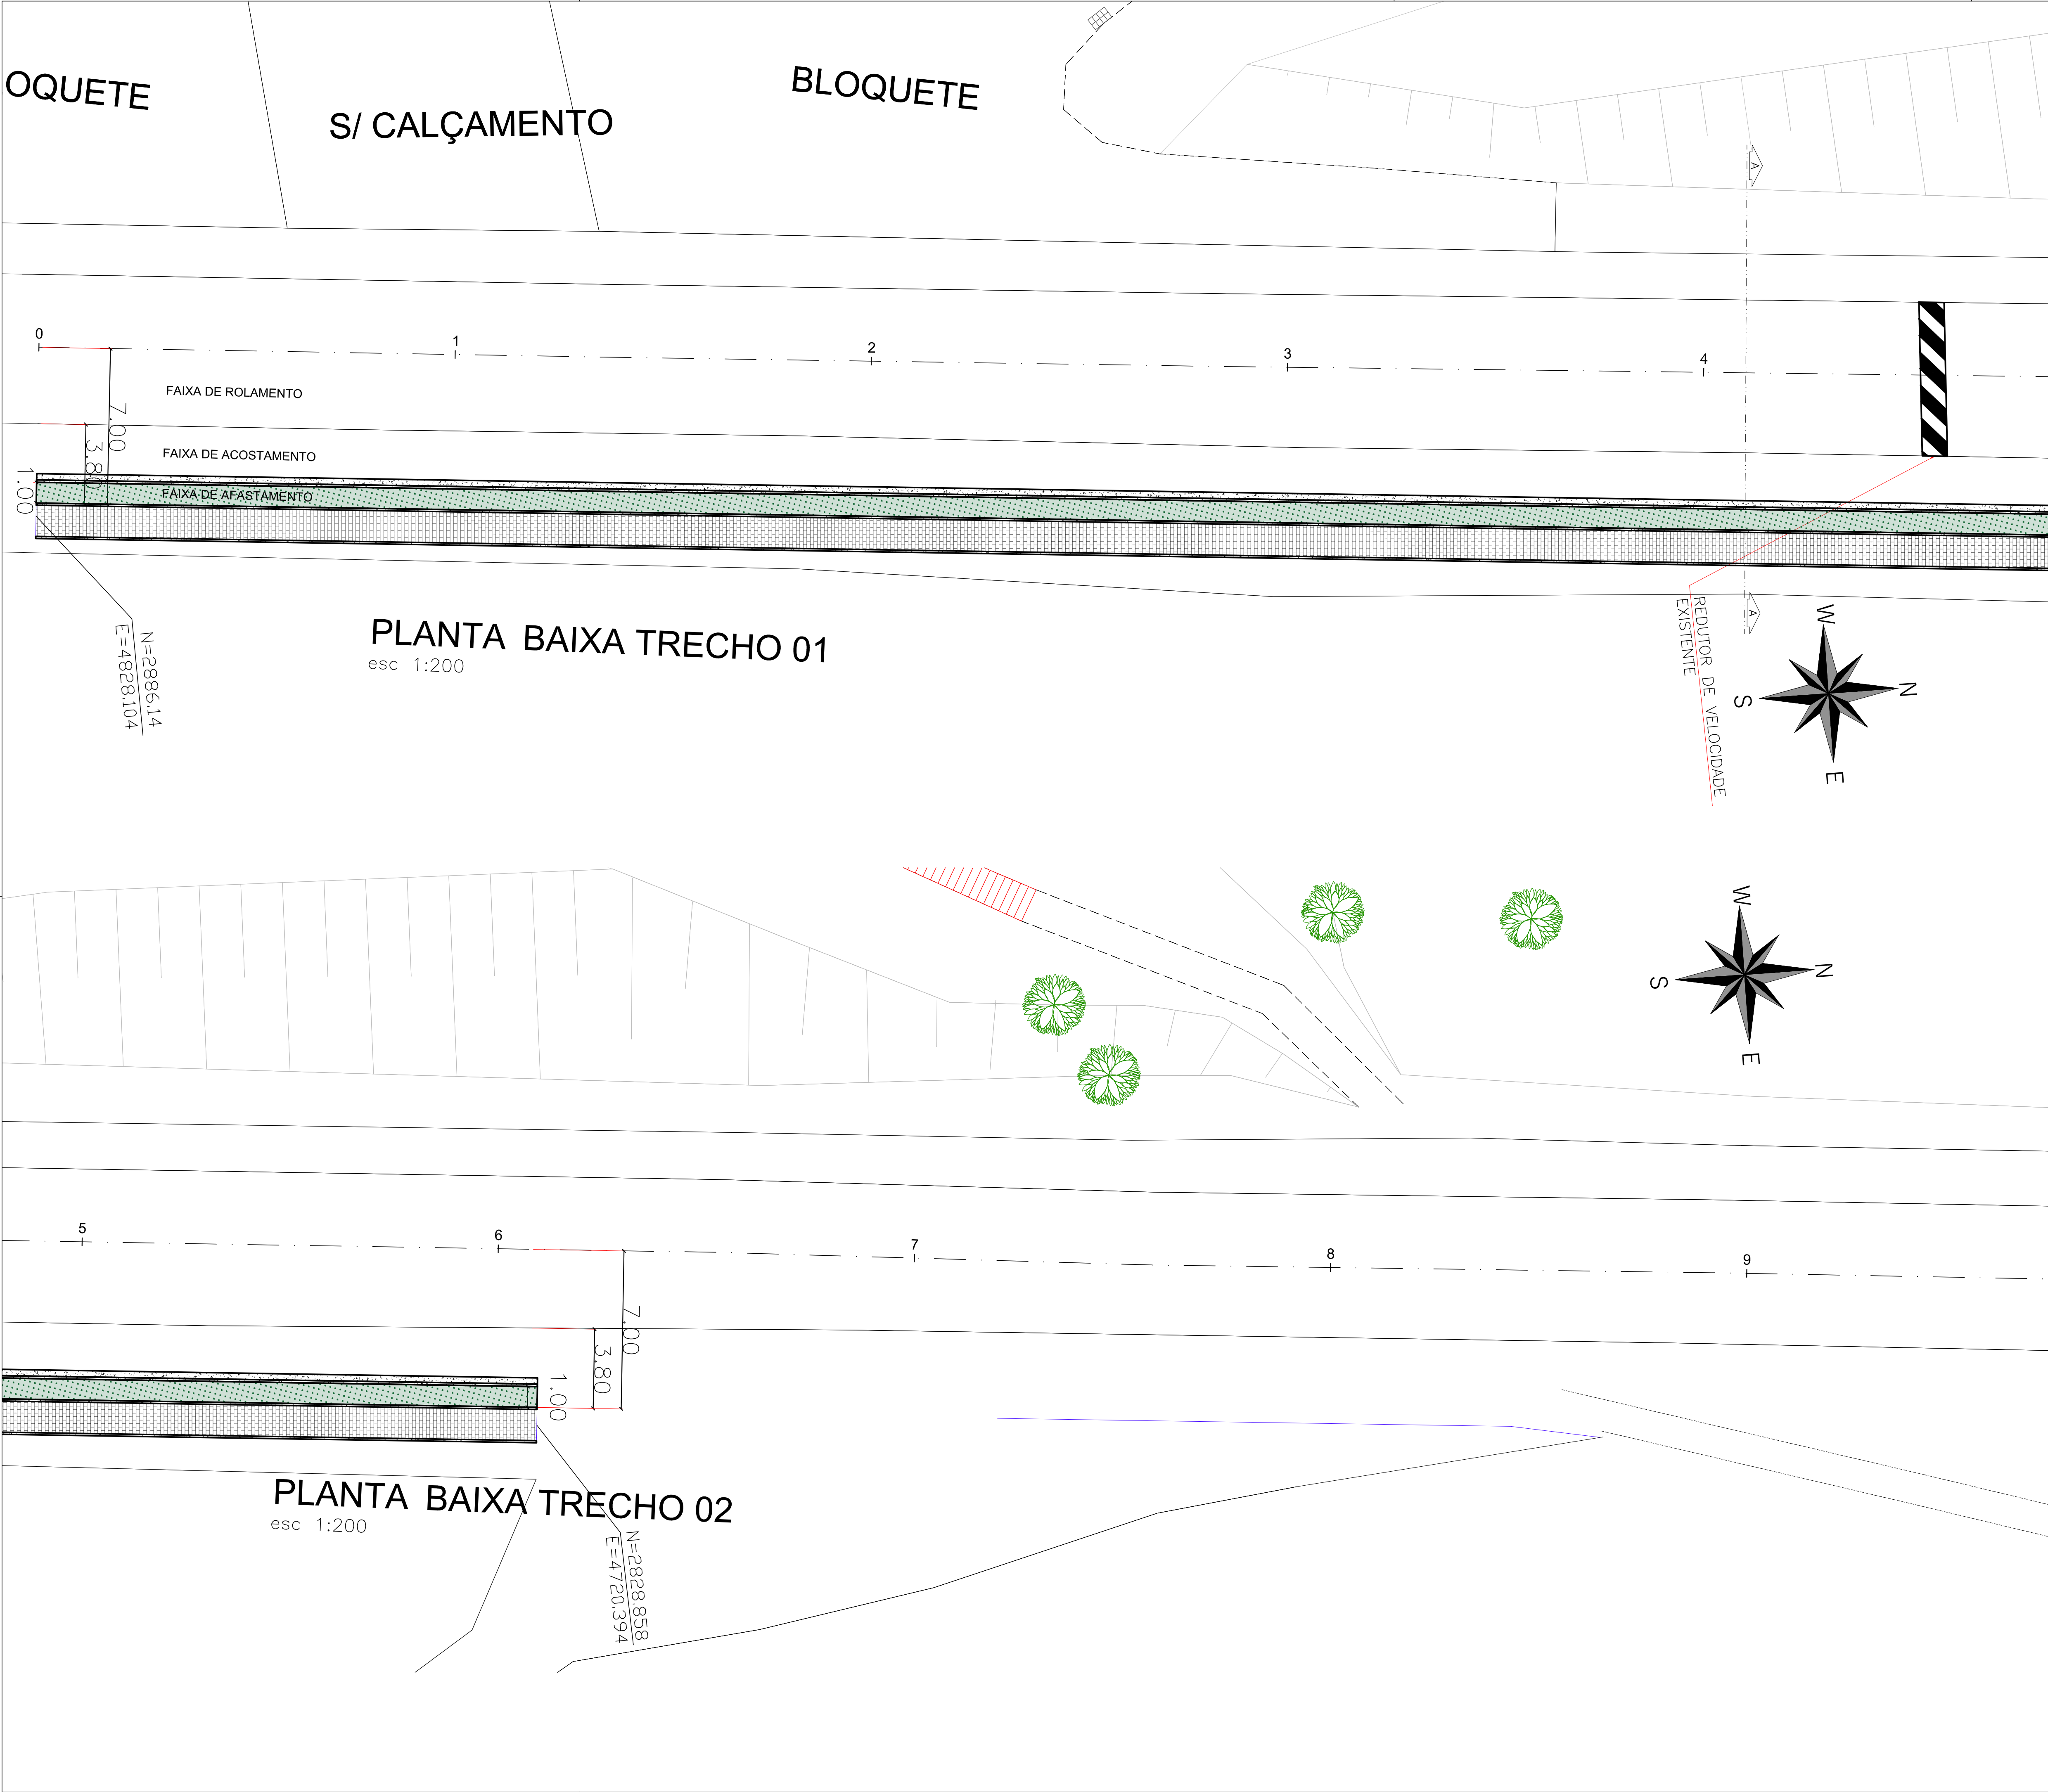 OQUETE
S/ CALÇAMENTO
BLOQUETE
A
0
1
2
3
4
FAIXA DE ROLAMENTO
7.00
FAIXA DE ACOSTAMENTO
3.80
FAIXA DE AFASTAMENTO
1.00
N=2886,14
E=4828,104
PLANTA BAIXA TRECHO 01
esc 1:200
REDUTOR DE VELOCIDADE
EXISTENTE
A
W
N
S
E
W
N
S
E
5
6
7
8
9
7.00
3.80
1.00
PLANTA BAIXA TRECHO 02
esc 1:200
N=2828,858
E=4720,394